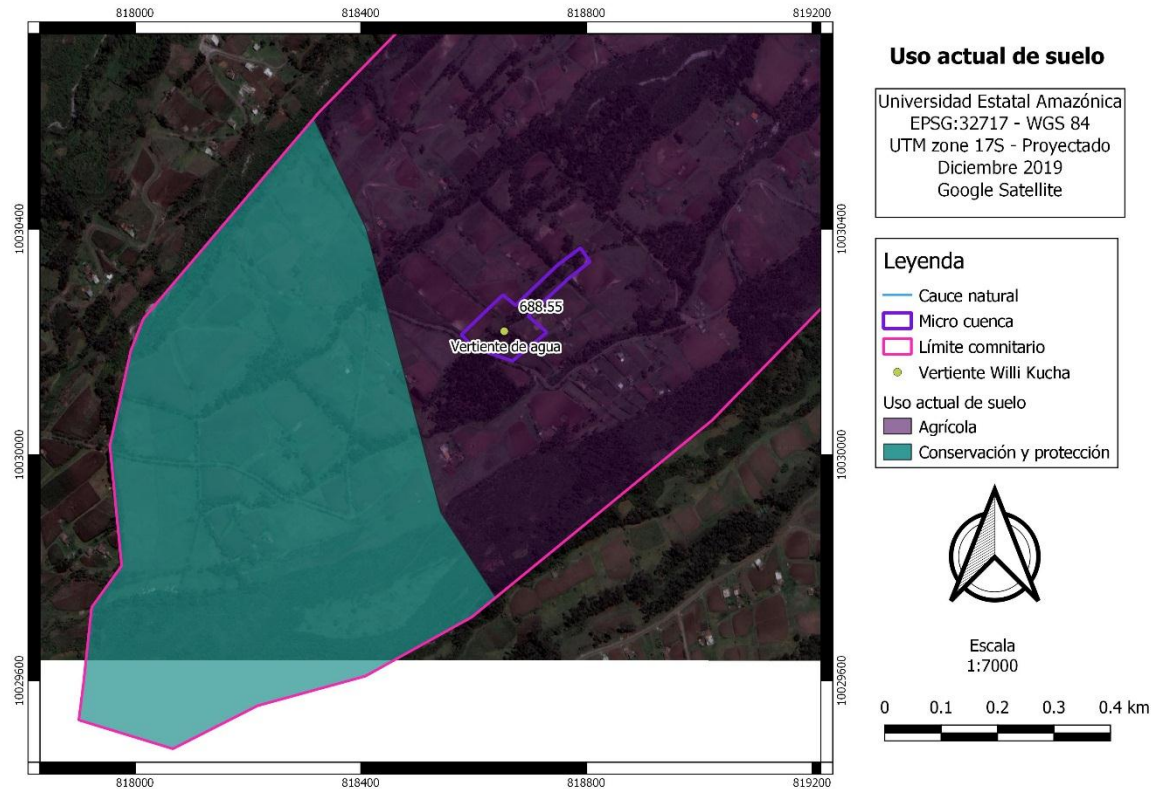 818000
818400
818800
819200
10030400
10030000
10029600
688.55
Vertiente de agua
10030400
10030000
10029600
818000
818400
818800
819200
Uso actual de suelo
Universidad Estatal Amazónica
EPSG:32717 - WGS 84
UTM zone 17S - Proyectado
Diciembre 2019
Google Satellite
Leyenda
Cauce natural
Micro cuenca
Límite comnitario
Vertiente Willi Kucha
Uso actual de suelo
Agrícola
Conservación y protección
Escala
1:7000
0 0.1 0.2 0.3 0.4 km